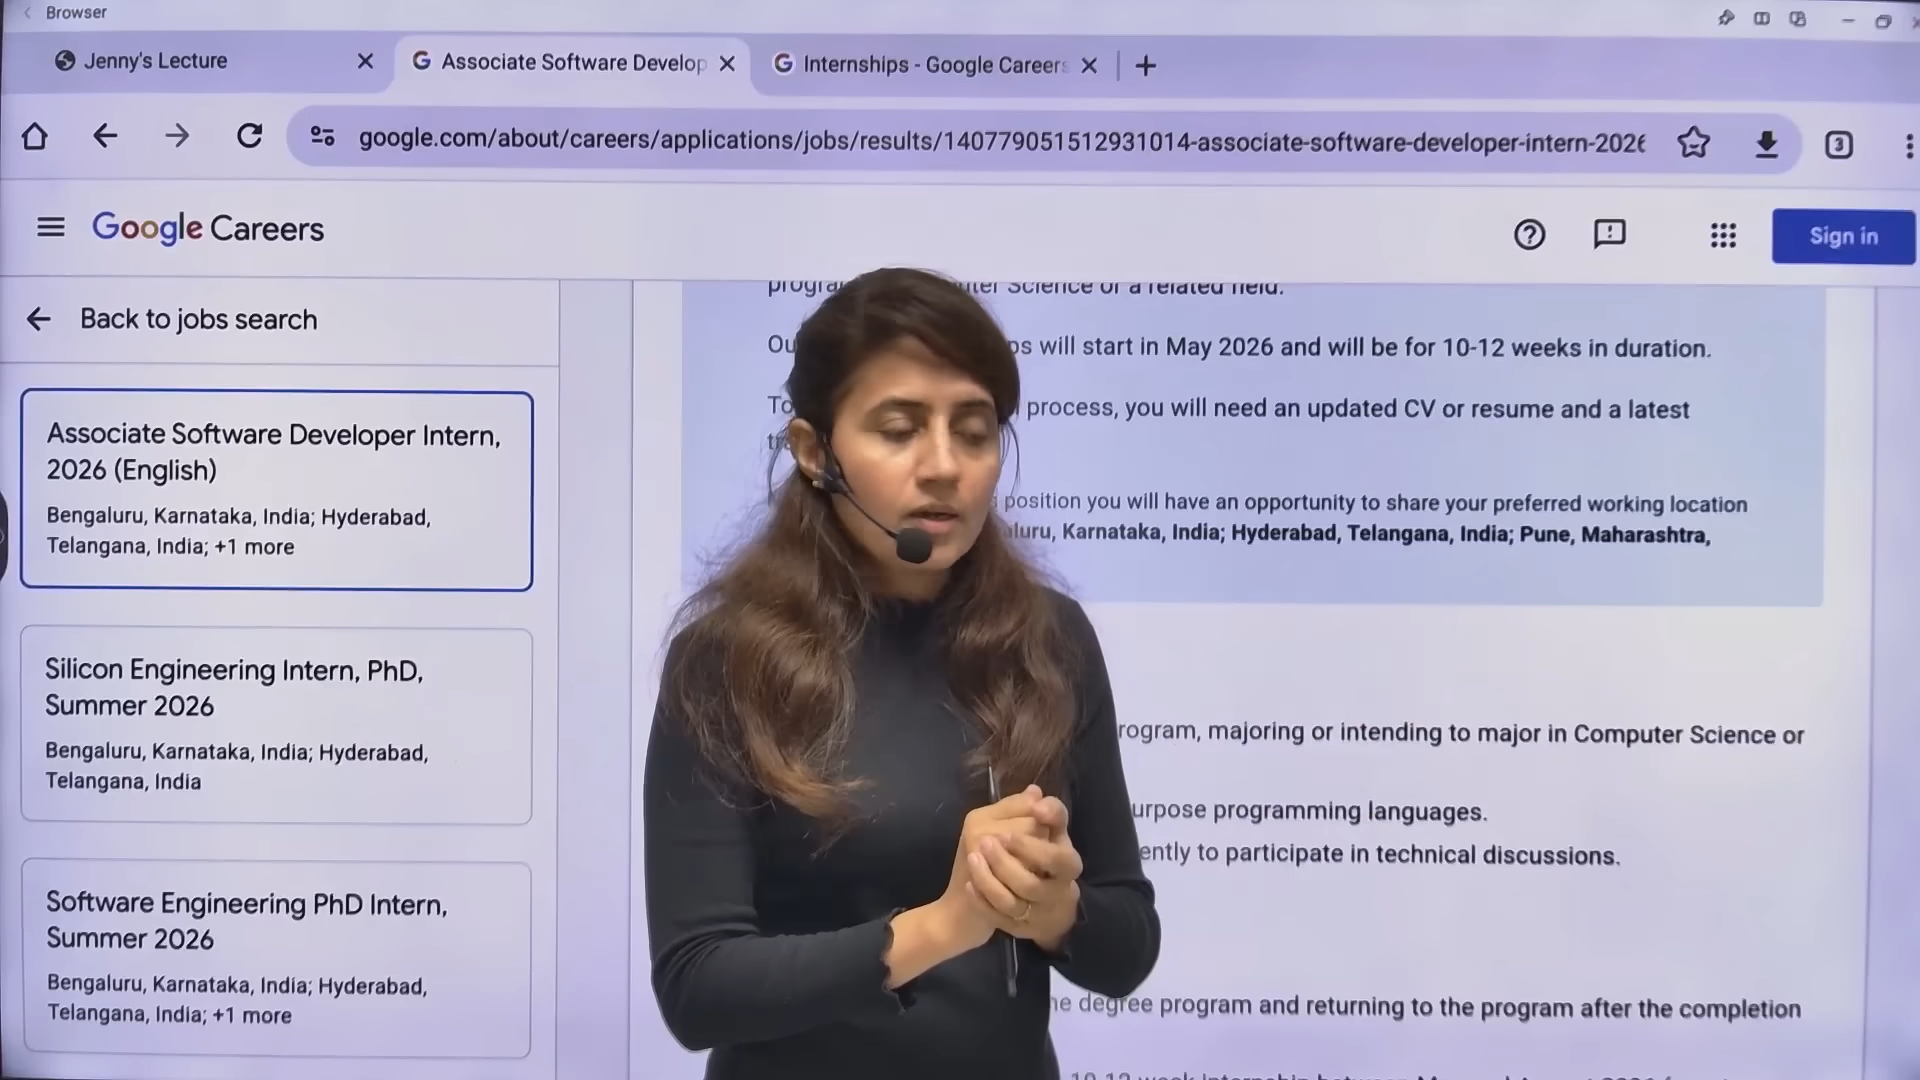 Browser
Jenny's Lecture
Associate Software Develop
Internships - Google Careers
google.com/about/careers/applications/jobs/results/140779051512931014-associate-software-developer-intern-2026
3
Google Careers
Sign in
Back to jobs search
Associate Software Developer Intern,
2026 (English)
Bengaluru, Karnataka, India; Hyderabad,
Telangana, India; +1 more
Silicon Engineering Intern, PhD,
Summer 2026
Bengaluru, Karnataka, India; Hyderabad,
Telangana, India
Software Engineering PhD Intern,
Summer 2026
Bengaluru, Karnataka, India; Hyderabad,
Telangana, India; +1 more
Science or a related field.
will start in May 2026 and will be for 10-12 weeks in duration.
process, you will need an updated CV or resume and a latest
position you will have an opportunity to share your preferred working location
Karnataka, India; Hyderabad, Telangana, India; Pune, Maharashtra,
majoring or intending to major in Computer Science or
programming languages.
to participate in technical discussions.
degree program and returning to the program after the completion